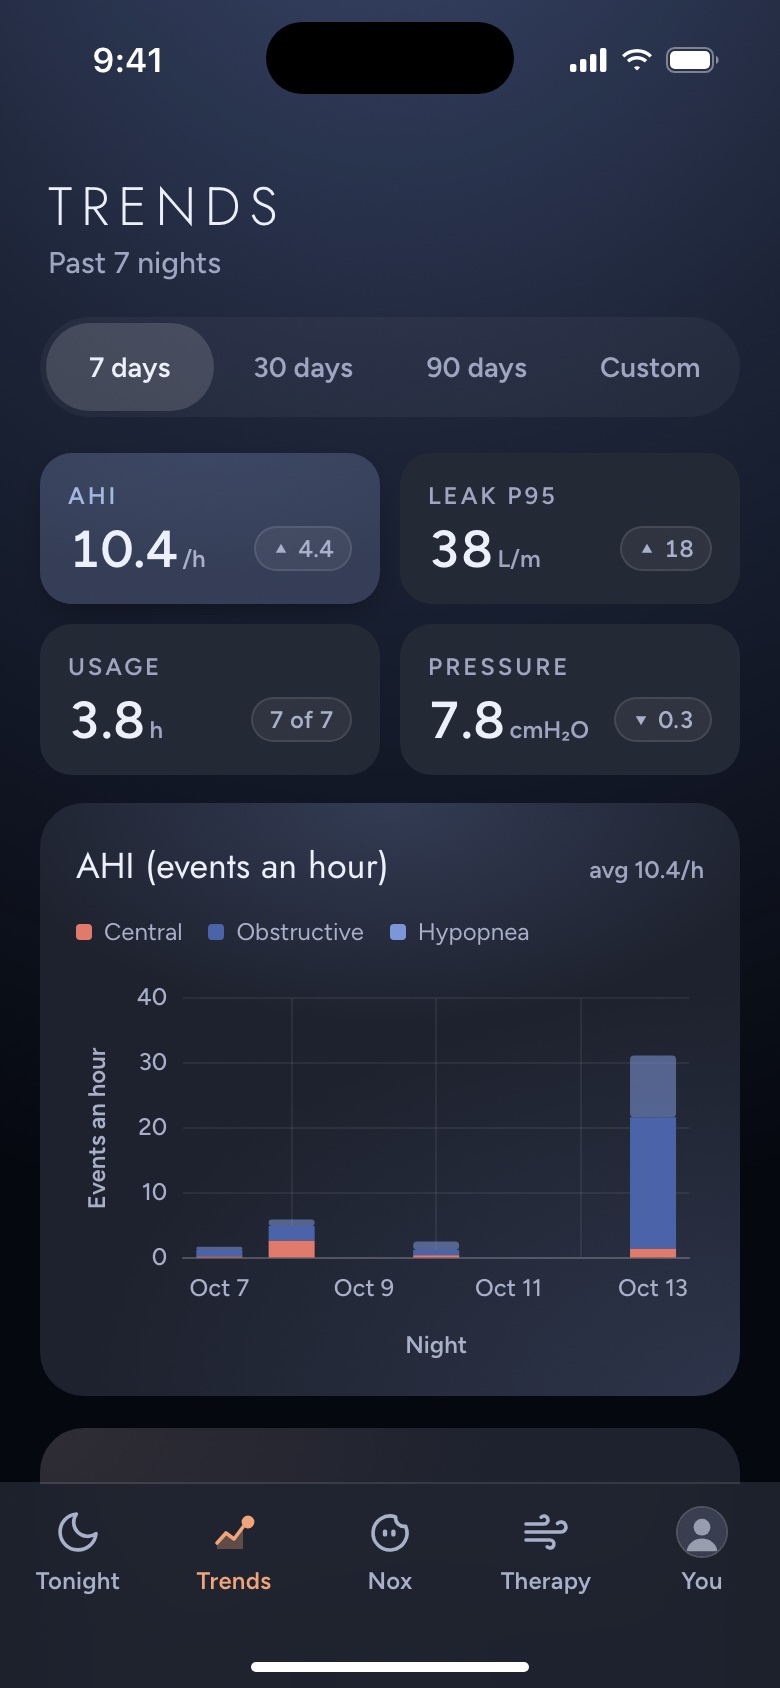 9:41
TRENDS
Past 7 nights
7 days 30 days 90 days Custom
AHI
10.4 /h ▲ 4.4
LEAK P95
38 L/m ▲ 18
USAGE
3.8 h 7 of 7
PRESSURE
7.8 cmH₂O ▼ 0.3
AHI (events an hour) avg 10.4/h
Central Obstructive Hypopnea
Events an hour
40
30
20
10
0
Oct 7 Oct 9 Oct 11 Oct 13
Night
Tonight Trends Nox Therapy You